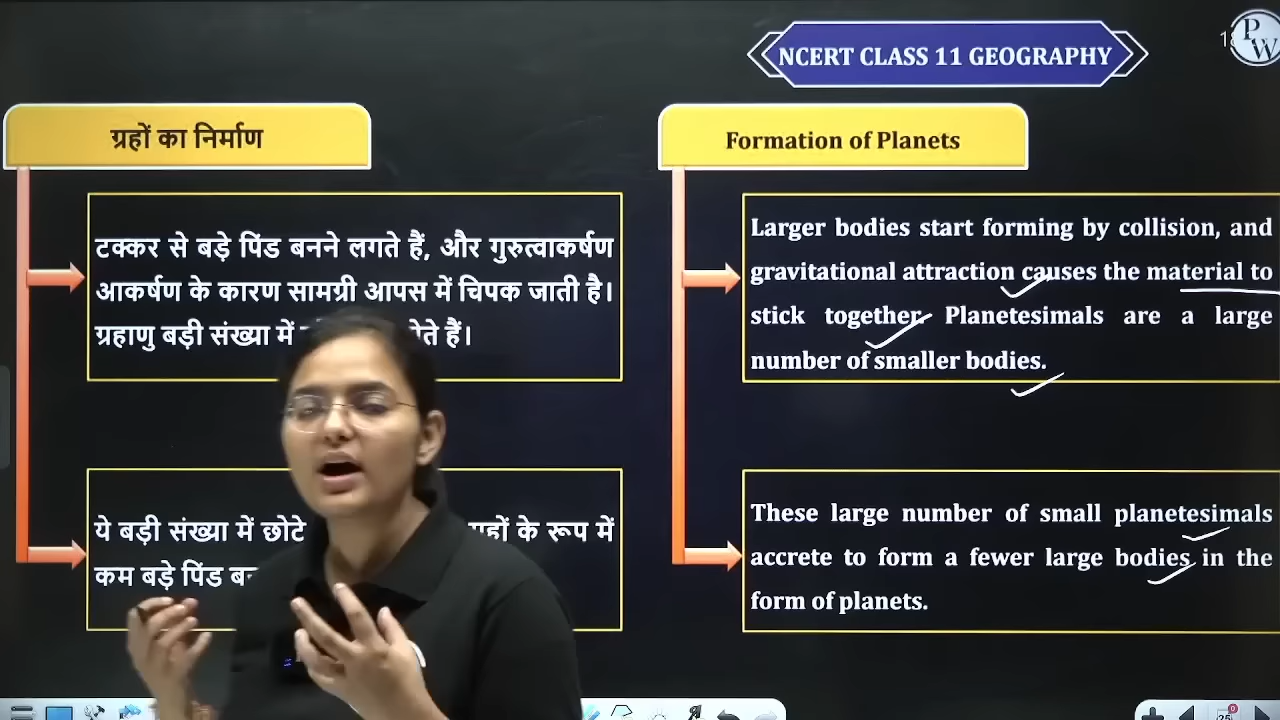 NCERT CLASS 11 GEOGRAPHY
PW
ग्रहों का निर्माण
टक्कर से बड़े पिंड बनने लगते हैं, और गुरुत्वाकर्षण
आकर्षण के कारण सामग्री आपस में चिपक जाती है।
ग्रहाणु बड़ी संख्या में होते हैं।
ये बड़ी संख्या में छोटे ग्रहों के रूप में
कम बड़े पिंड
Formation of Planets
Larger bodies start forming by collision, and
gravitational attraction causes the material to
stick together. Planetesimals are a large
number of smaller bodies.
These large number of small planetesimals
accrete to form a fewer large bodies in the
form of planets.